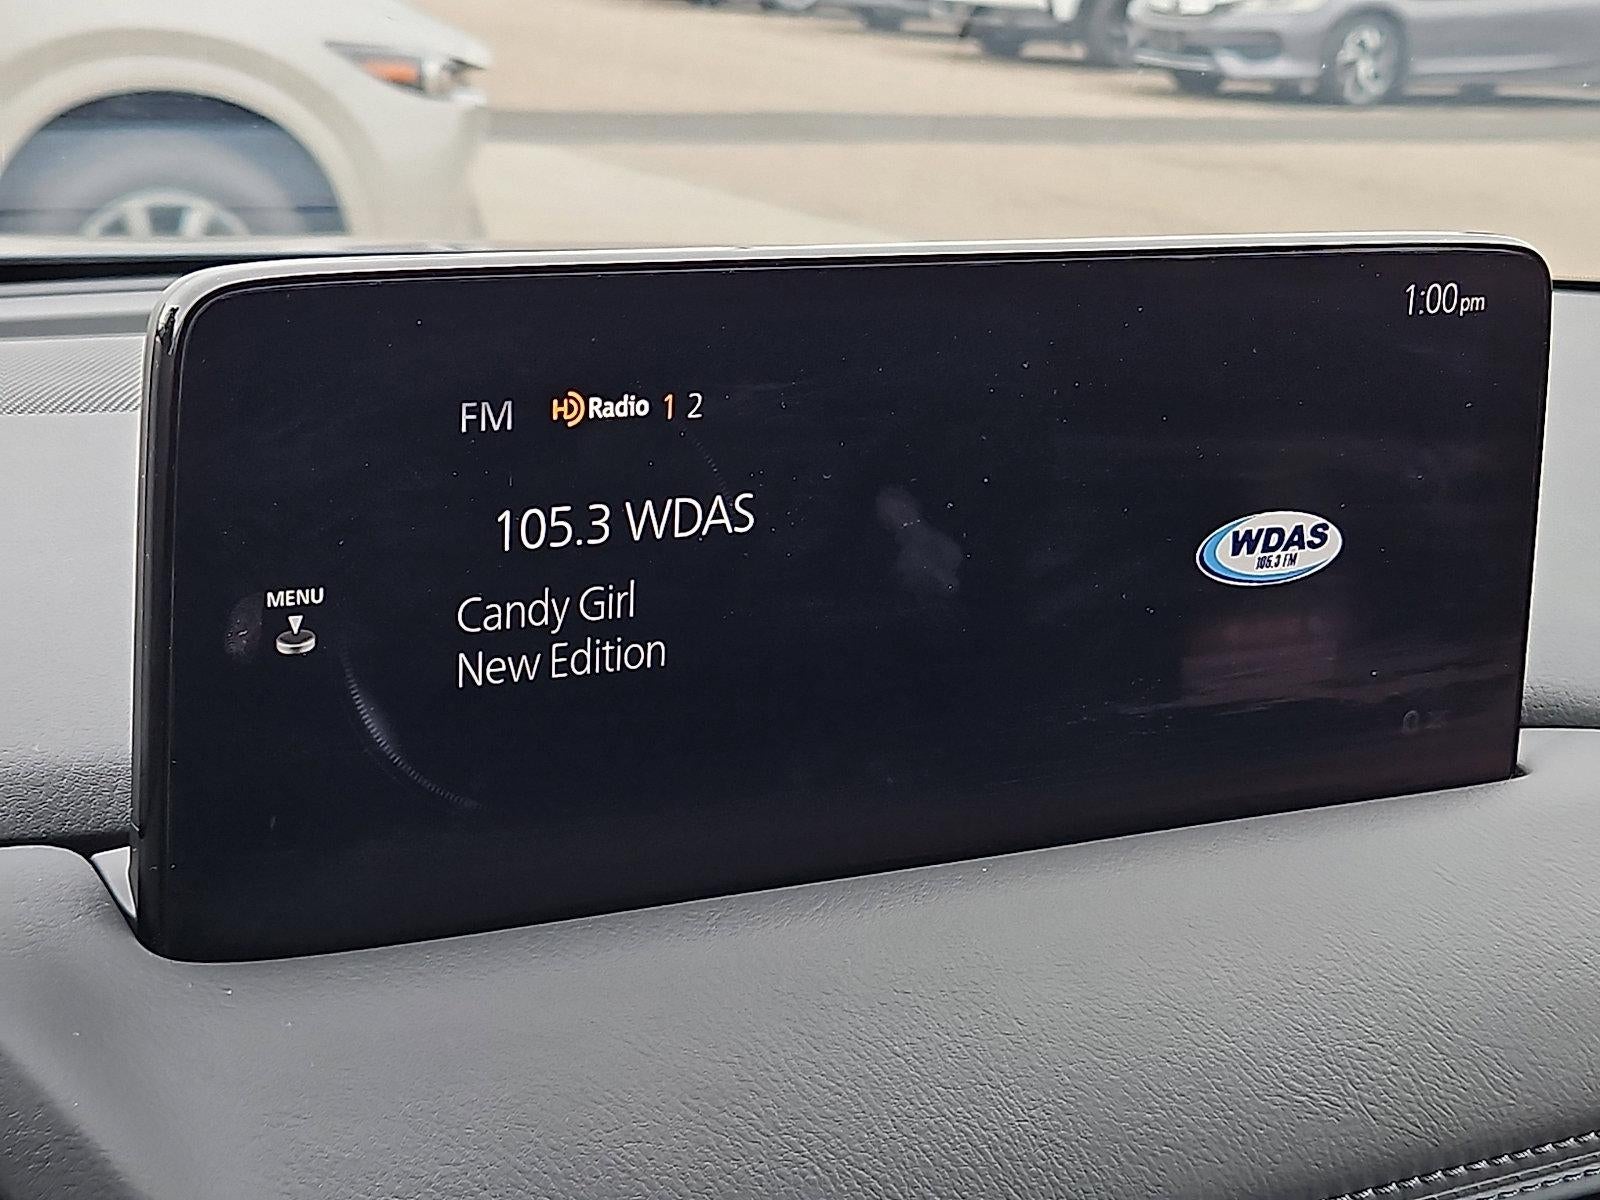 1:00pm
FM HD Radio 1 2
105.3 WDAS
WDAS
105.3 FM
MENU
Candy Girl
New Edition